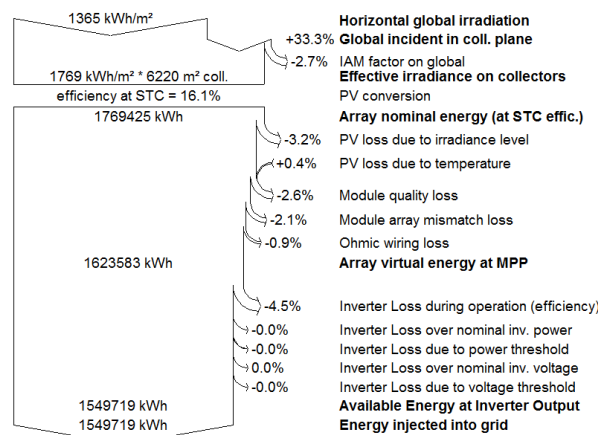 1365 kWh/m² Horizontal global irradiation
+33.3% Global incident in coll. plane
-2.7% IAM factor on global
Effective irradiance on collectors
1769 kWh/m² * 6220 m² coll.
efficiency at STC = 16.1% PV conversion
1769425 kWh Array nominal energy (at STC effic.)
-3.2% PV loss due to irradiance level
+0.4% PV loss due to temperature
-2.6% Module quality loss
-2.1% Module array mismatch loss
-0.9% Ohmic wiring loss
1623583 kWh Array virtual energy at MPP
-4.5% Inverter Loss during operation (efficiency)
-0.0% Inverter Loss over nominal inv. power
-0.0% Inverter Loss due to power threshold
0.0% Inverter Loss over nominal inv. voltage
-0.0% Inverter Loss due to voltage threshold
1549719 kWh Available Energy at Inverter Output
1549719 kWh Energy injected into grid